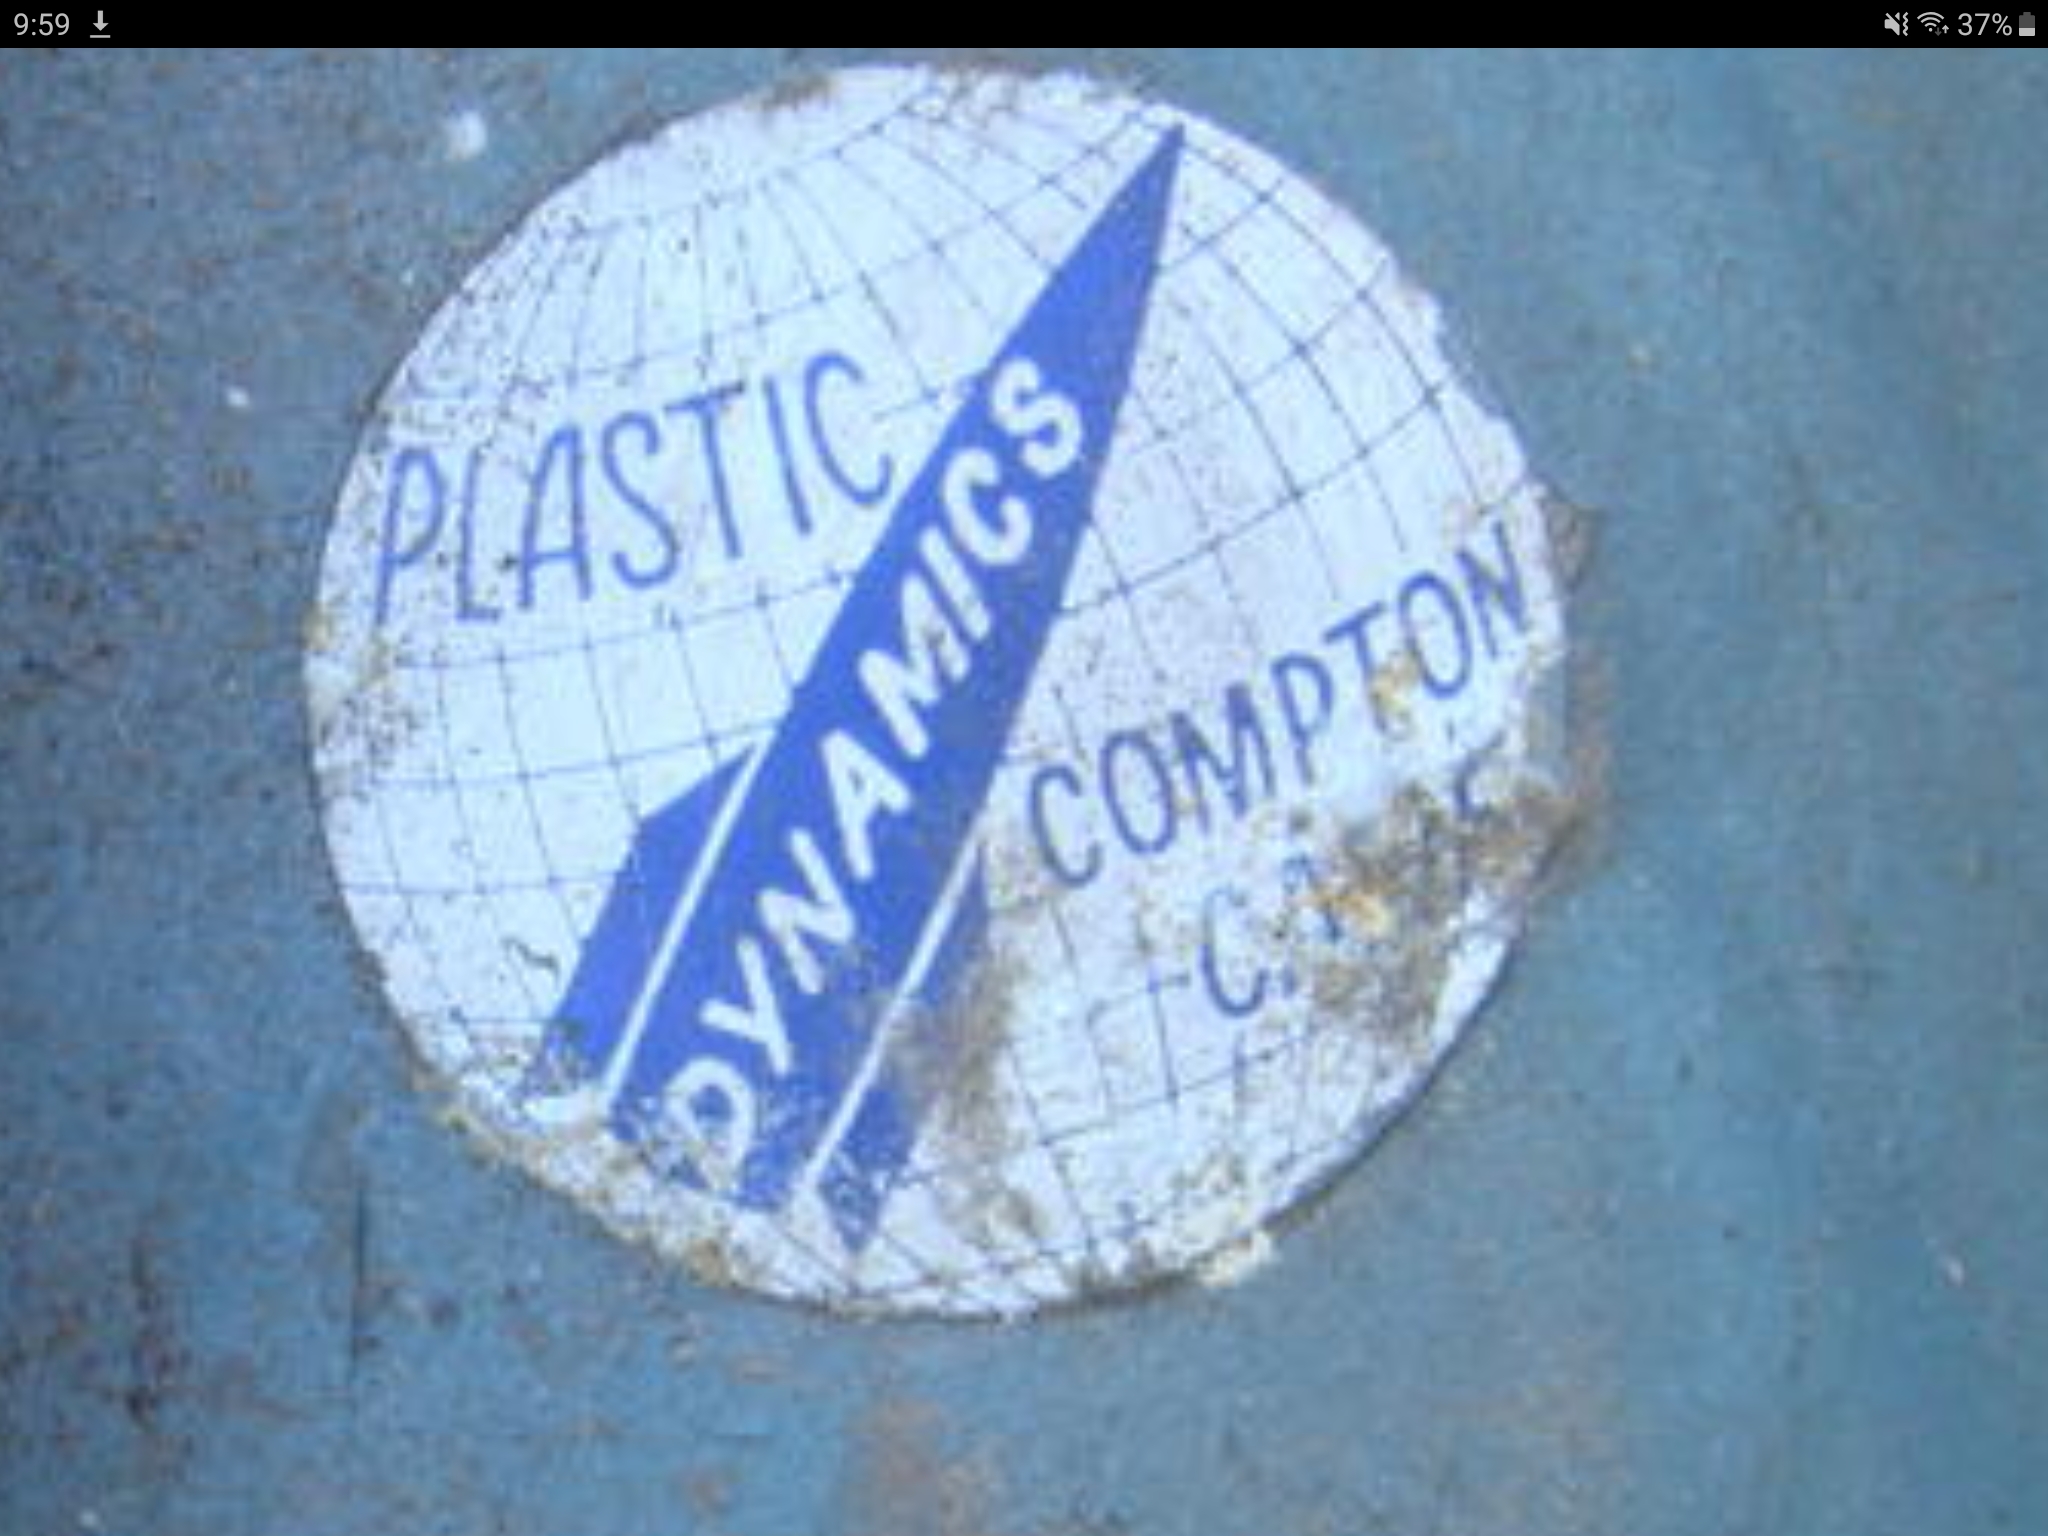 9:59
37%
PLASTIC
DYNAMICS
COMPTON